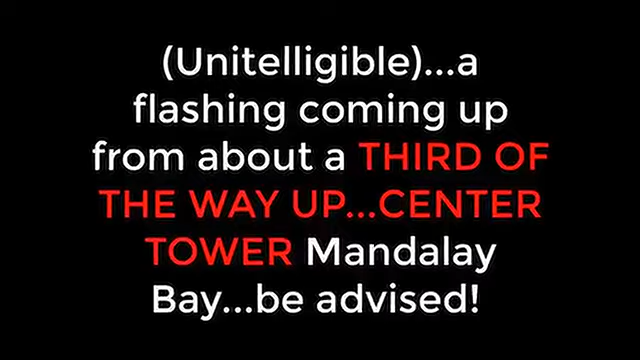 (Unitelligible)...a
flashing coming up
from about a THIRD OF
THE WAY UP...CENTER
TOWER Mandalay
Bay...be advised!